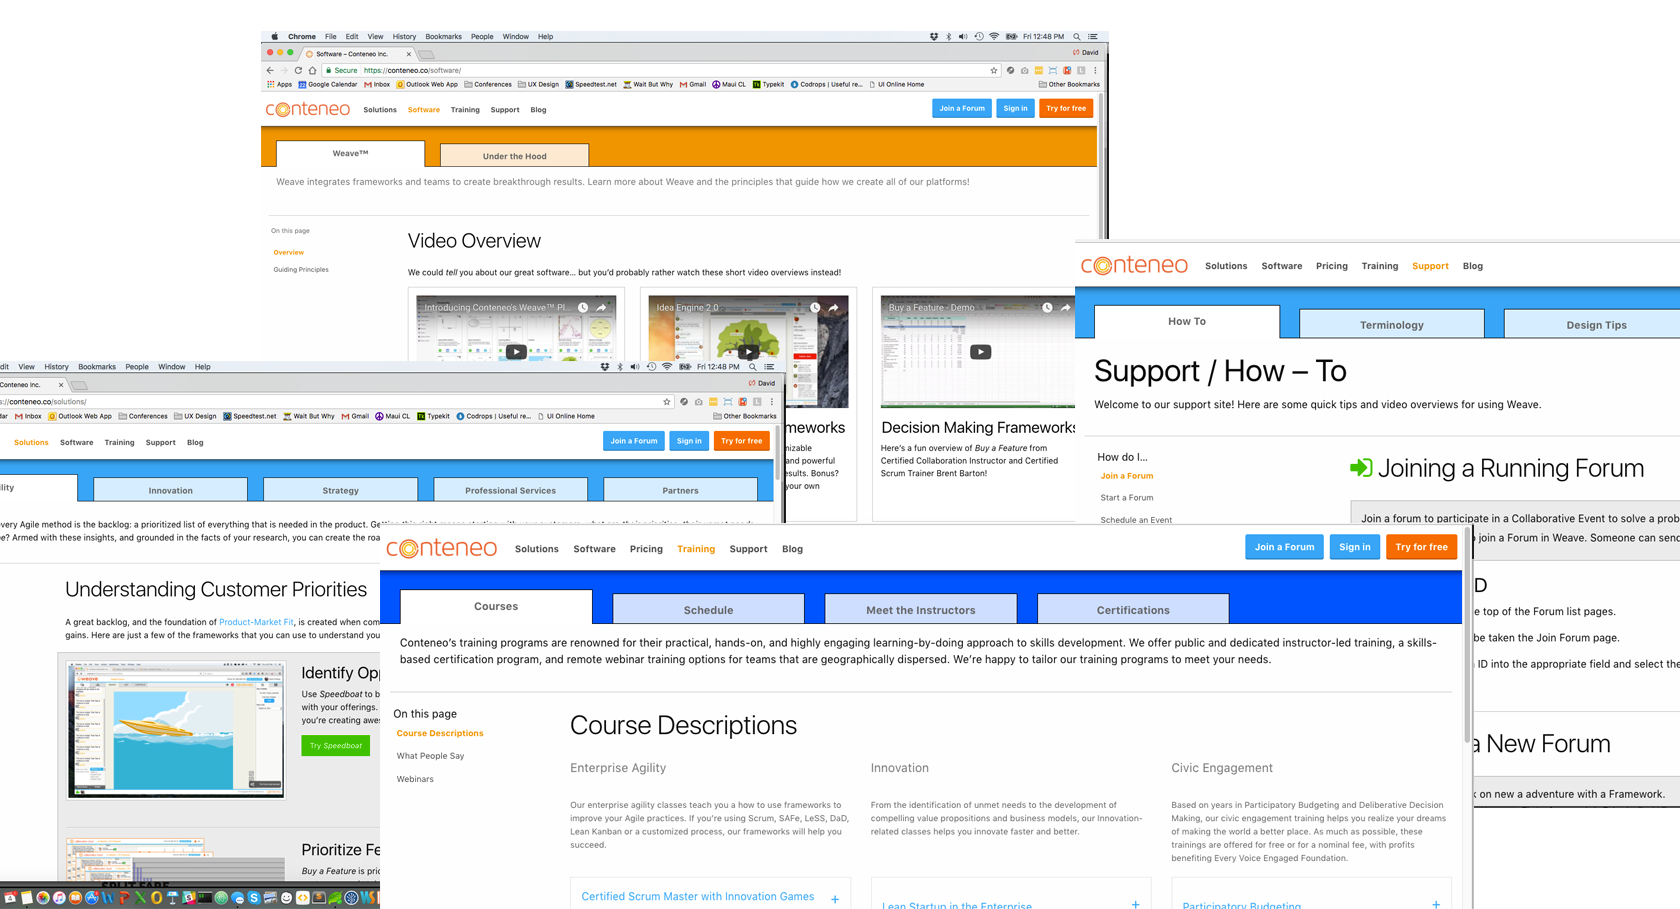 Chrome File Edit View History Bookmarks People Window Help
Fri 12:48 PM
Software – Conteneo Inc.
David
Secure https://conteneo.co/software/
Apps Google Calendar Inbox Outlook Web App Conferences UX Design Speedtest.net Wait But Why Gmail Maui CL Typekit Codrops | Useful re... UI Online Home Other Bookmarks
conteneo Solutions Software Training Support Blog Join a Forum Sign in Try for free
Weave™ Under the Hood
Weave integrates frameworks and teams to create breakthrough results. Learn more about Weave and the principles that guide how we create all of our platforms!
On this page
Overview
Guiding Principles
Video Overview
We could tell you about our great software... but you'd probably rather watch these short video overviews instead!
Introducing Conteneo's Weave™ Pl...
Idea Engine 2.0
Buy a Feature - Demo
meworks
nizable
and powerful
esults. Bonus?
your own
Decision Making Frameworks
Here's a fun overview of Buy a Feature from
Certified Collaboration Instructor and Certified
Scrum Trainer Brent Barton!
conteneo Solutions Software Pricing Training Support Blog
How To Terminology Design Tips
Support / How – To
Welcome to our support site! Here are some quick tips and video overviews for using Weave.
How do I...
Join a Forum
Start a Forum
Schedule an Event
Joining a Running Forum
Join a forum to participate in a Collaborative Event to solve a prob
join a Forum in Weave. Someone can send
D
e top of the Forum list pages.
be taken the Join Forum page.
ID into the appropriate field and select the
a New Forum
k on new a adventure with a Framework.
dit View History Bookmarks People Window Help
Fri 12:48 PM
Conteneo Inc.
David
s://conteneo.co/solutions/
dar Inbox Outlook Web App Conferences UX Design Speedtest.net Wait But Why Gmail Maui CL Typekit Codrops | Useful re... UI Online Home Other Bookmarks
Solutions Software Training Support Blog Join a Forum Sign in Try for free
ility Innovation Strategy Professional Services Partners
very Agile method is the backlog: a prioritized list of everything that is needed in the product.
e? Armed with these insights, and grounded in the facts of your research, you can create the roa
Understanding Customer Priorities
A great backlog, and the foundation of Product-Market Fit, is created when com
gains. Here are just a few of the frameworks that you can use to understand you
Identify Opp
Use Speedboat to b
with your offerings.
you're creating awes
Try Speedboat
Prioritize Fe
Buy a Feature is pric
conteneo Solutions Software Pricing Training Support Blog Join a Forum Sign in Try for free
Courses Schedule Meet the Instructors Certifications
Conteneo's training programs are renowned for their practical, hands-on, and highly engaging learning-by-doing approach to skills development. We offer public and dedicated instructor-led training, a skills-
based certification program, and remote webinar training options for teams that are geographically dispersed. We're happy to tailor our training programs to meet your needs.
On this page
Course Descriptions
What People Say
Webinars
Course Descriptions
Enterprise Agility
Our enterprise agility classes teach you a how to use frameworks to
improve your Agile practices. If you're using Scrum, SAFe, LeSS, DaD,
Lean Kanban or a customized process, our frameworks will help you
succeed.
Certified Scrum Master with Innovation Games +
Innovation
From the identification of unmet needs to the development of
compelling value propositions and business models, our Innovation-
related classes helps you innovate faster and better.
Lean Startup in the Enterprise +
Civic Engagement
Based on years in Participatory Budgeting and Deliberative Decision
Making, our civic engagement training helps you realize your dreams
of making the world a better place. As much as possible, these
trainings are offered for free or for a nominal fee, with profits
benefiting Every Voice Engaged Foundation.
Participatory Budgeting +